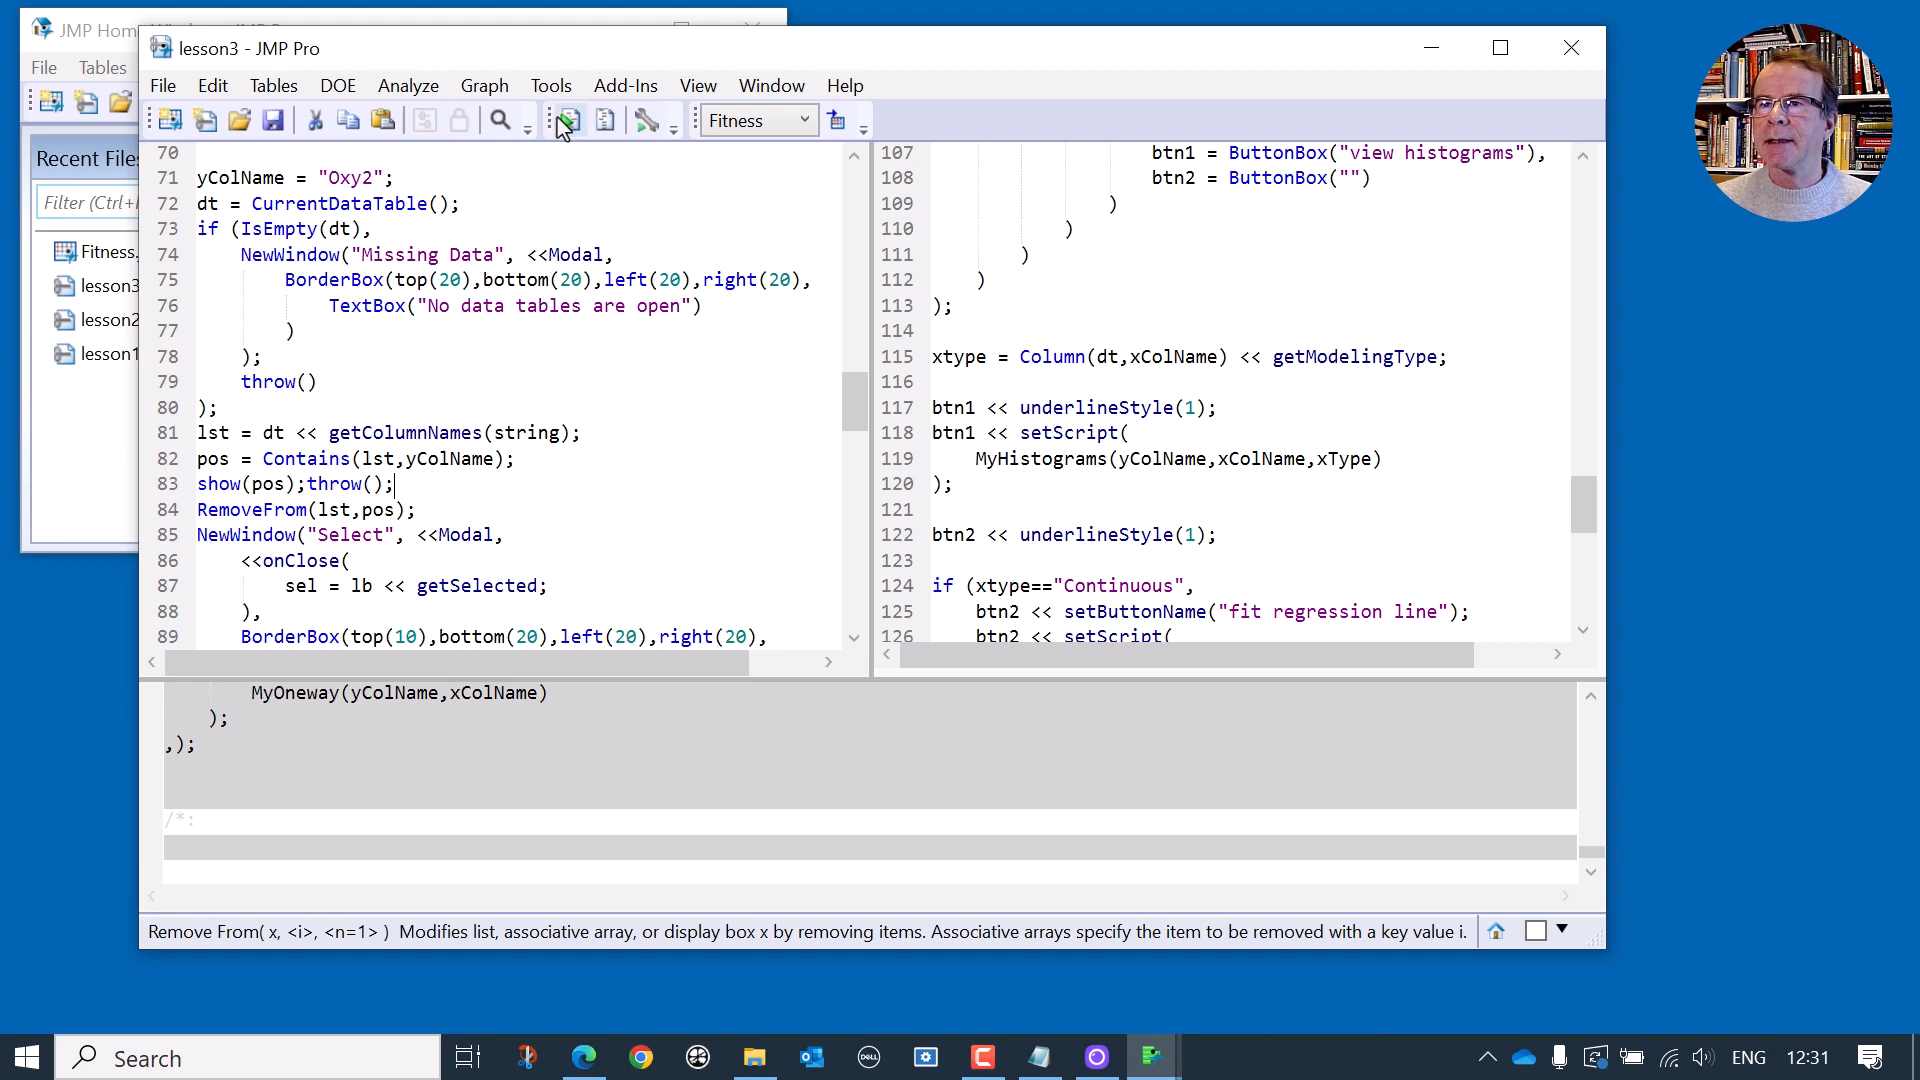 JMP Home
File Tables
Recent Files
Filter (Ctrl+
Fitness.
lesson3
lesson2
lesson1
lesson3 - JMP Pro
File Edit Tables DOE Analyze Graph Tools Add-Ins View Window Help
Fitness
70
71 yColName = "Oxy2";
72 dt = CurrentDataTable();
73 if (IsEmpty(dt),
74 NewWindow("Missing Data", <<Modal,
75 BorderBox(top(20),bottom(20),left(20),right(20),
76 TextBox("No data tables are open")
77 )
78 );
79 throw()
80 );
81 lst = dt << getColumnNames(string);
82 pos = Contains(lst,yColName);
83 show(pos);throw();
84 RemoveFrom(lst,pos);
85 NewWindow("Select", <<Modal,
86 <<onClose(
87 sel = lb << getSelected;
88 ),
89 BorderBox(top(10),bottom(20),left(20),right(20),
107 btn1 = ButtonBox("view histograms"),
108 btn2 = ButtonBox("")
109 )
110 )
111 )
112 )
113 );
114
115 xtype = Column(dt,xColName) << getModelingType;
116
117 btn1 << underlineStyle(1);
118 btn1 << setScript(
119 MyHistograms(yColName,xColName,xType)
120 );
121
122 btn2 << underlineStyle(1);
123
124 if (xtype=="Continuous",
125 btn2 << setButtonName("fit regression line");
126 btn2 << setScript(
MyOneway(yColName,xColName)
);
,);
/*:
Remove From( x, <i>, <n=1> ) Modifies list, associative array, or display box x by removing items. Associative arrays specify the item to be removed with a key value i.
Search
DELL
ENG 12:31